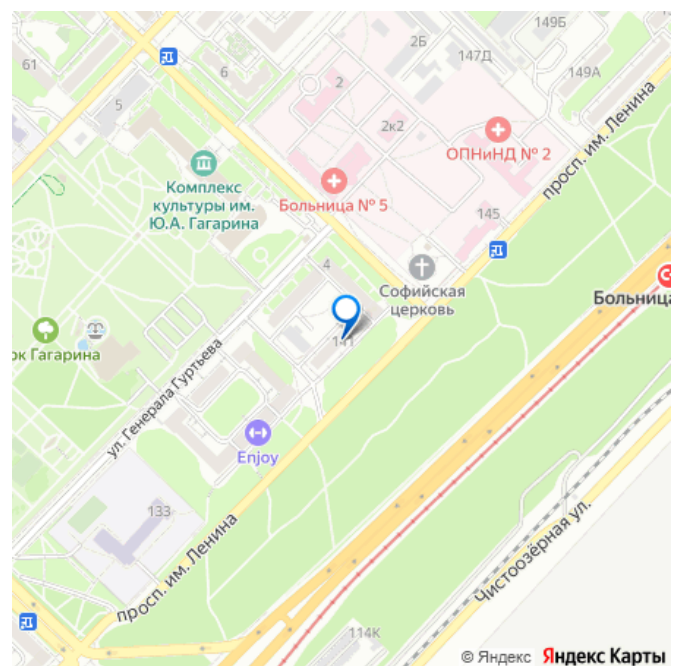 149Б
2Б
147Д
61
6
149А
2
5
2к2
ОПНиНД № 2
просп. им. Ленина
Комплекс
культуры им.
Ю.А. Гагарина
Больница № 5
145
4
Софийская
церковь
Больница
141
рк Гагарина
ул. Генерала Гуртьева
Enjoy
133
просп. им. Ленина
Чистоозёрная ул.
114К
© Яндекс Яндекс Карты